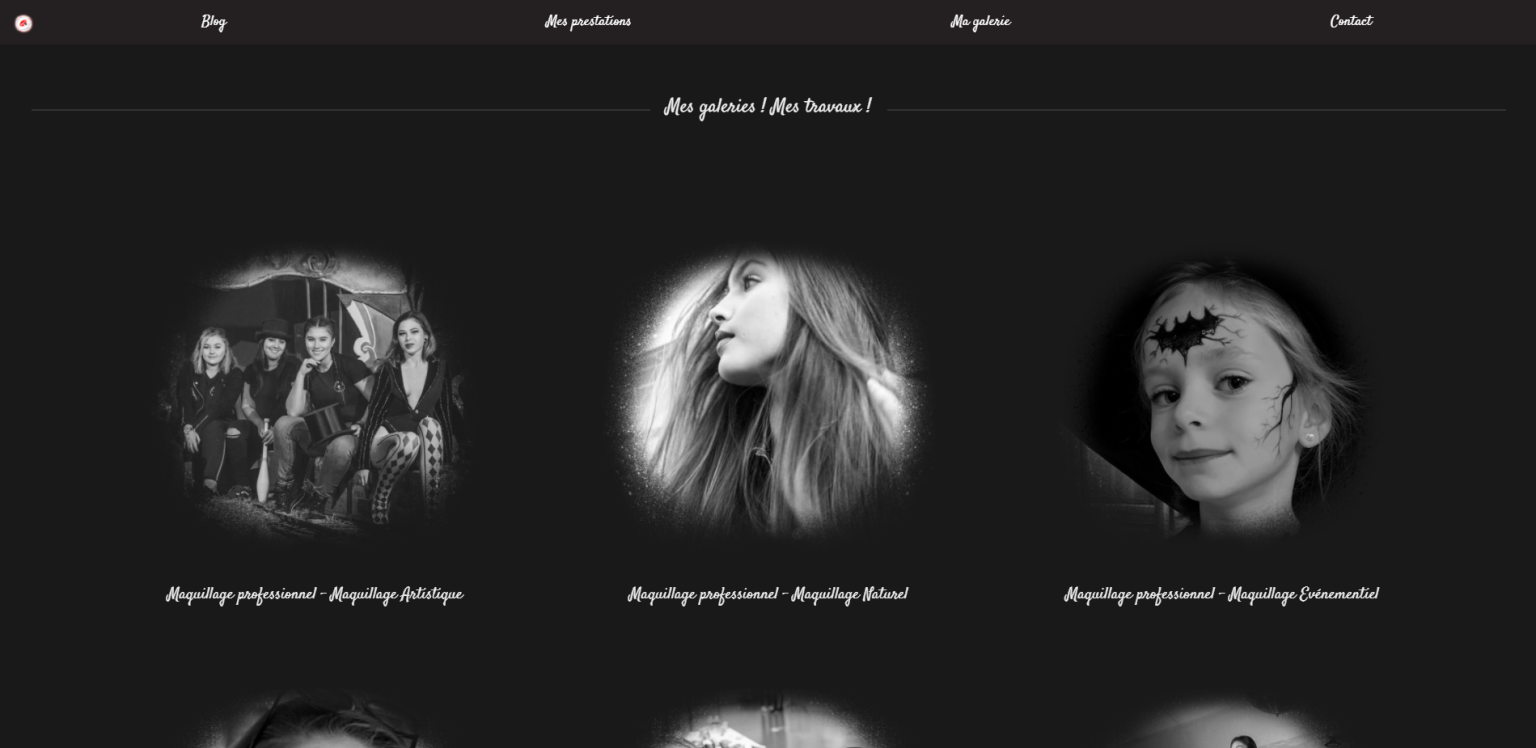 Blog
Mes prestations
Ma galerie
Contact
Mes galeries ! Mes travaux !
Maquillage professionnel - Maquillage Artistique
Maquillage professionnel - Maquillage Naturel
Maquillage professionnel - Maquillage Evénementiel